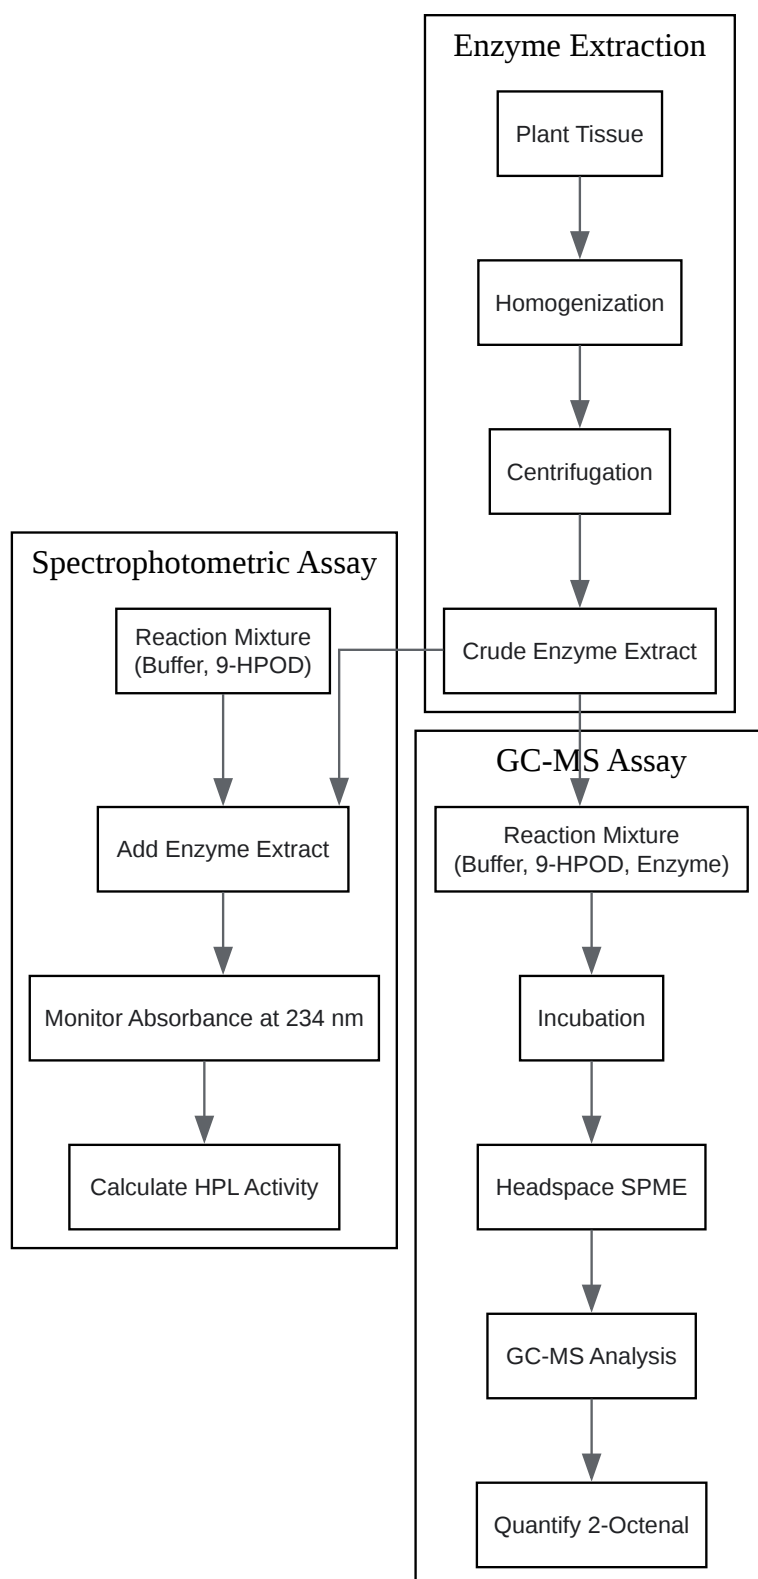 Enzyme Extraction
Plant Tissue
Homogenization
Centrifugation
Crude Enzyme Extract
Spectrophotometric Assay
Reaction Mixture
(Buffer, 9-HPOD)
Add Enzyme Extract
Monitor Absorbance at 234 nm
Calculate HPL Activity
GC-MS Assay
Reaction Mixture
(Buffer, 9-HPOD, Enzyme)
Incubation
Headspace SPME
GC-MS Analysis
Quantify 2-Octenal